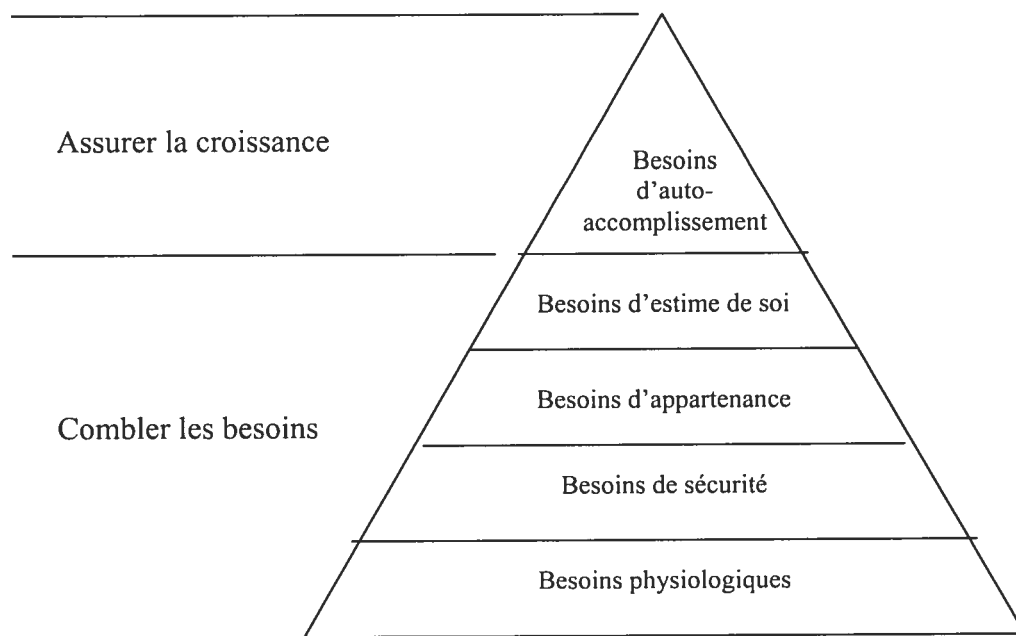 Assurer la croissance
Besoins
d'auto-
accomplissement
Besoins d'estime de soi
Besoins d'appartenance
Combler les besoins
Besoins de sécurité
Besoins physiologiques